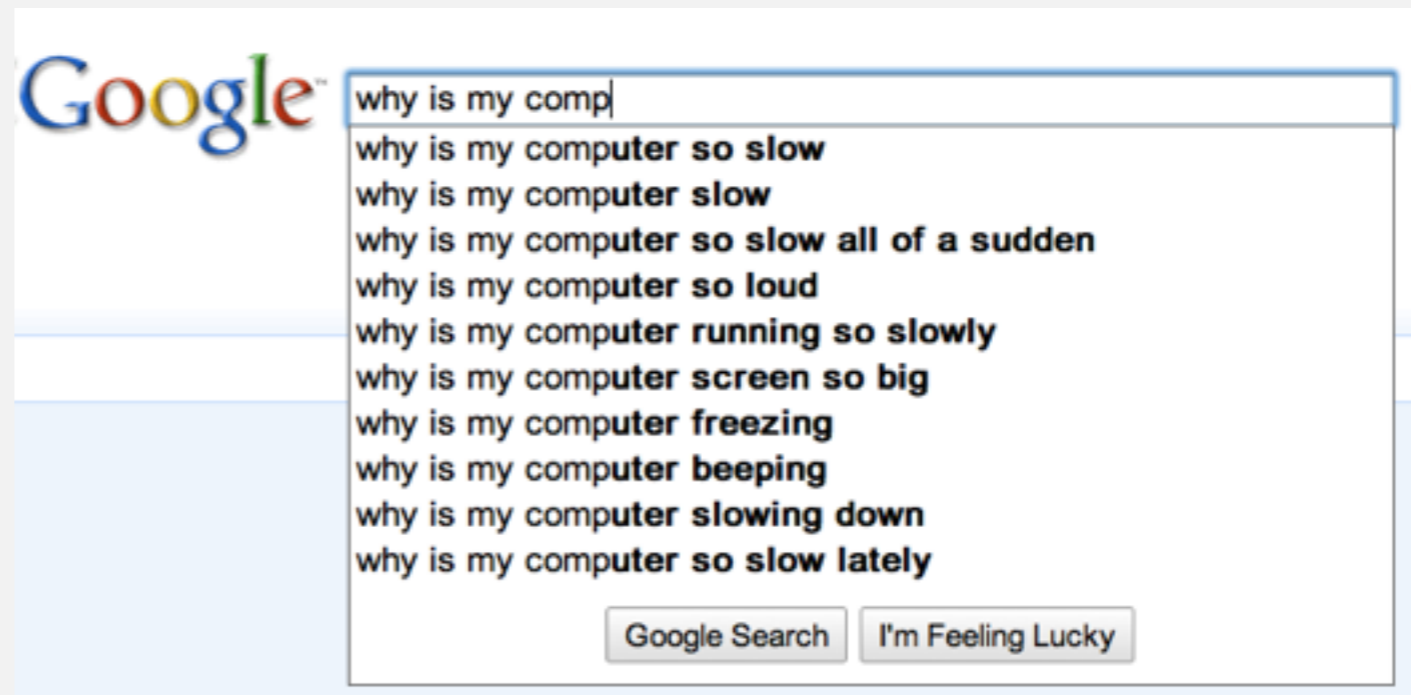 Google™
why is my comp
why is my computer so slow
why is my computer slow
why is my computer so slow all of a sudden
why is my computer so loud
why is my computer running so slowly
why is my computer screen so big
why is my computer freezing
why is my computer beeping
why is my computer slowing down
why is my computer so slow lately
Google Search I'm Feeling Lucky